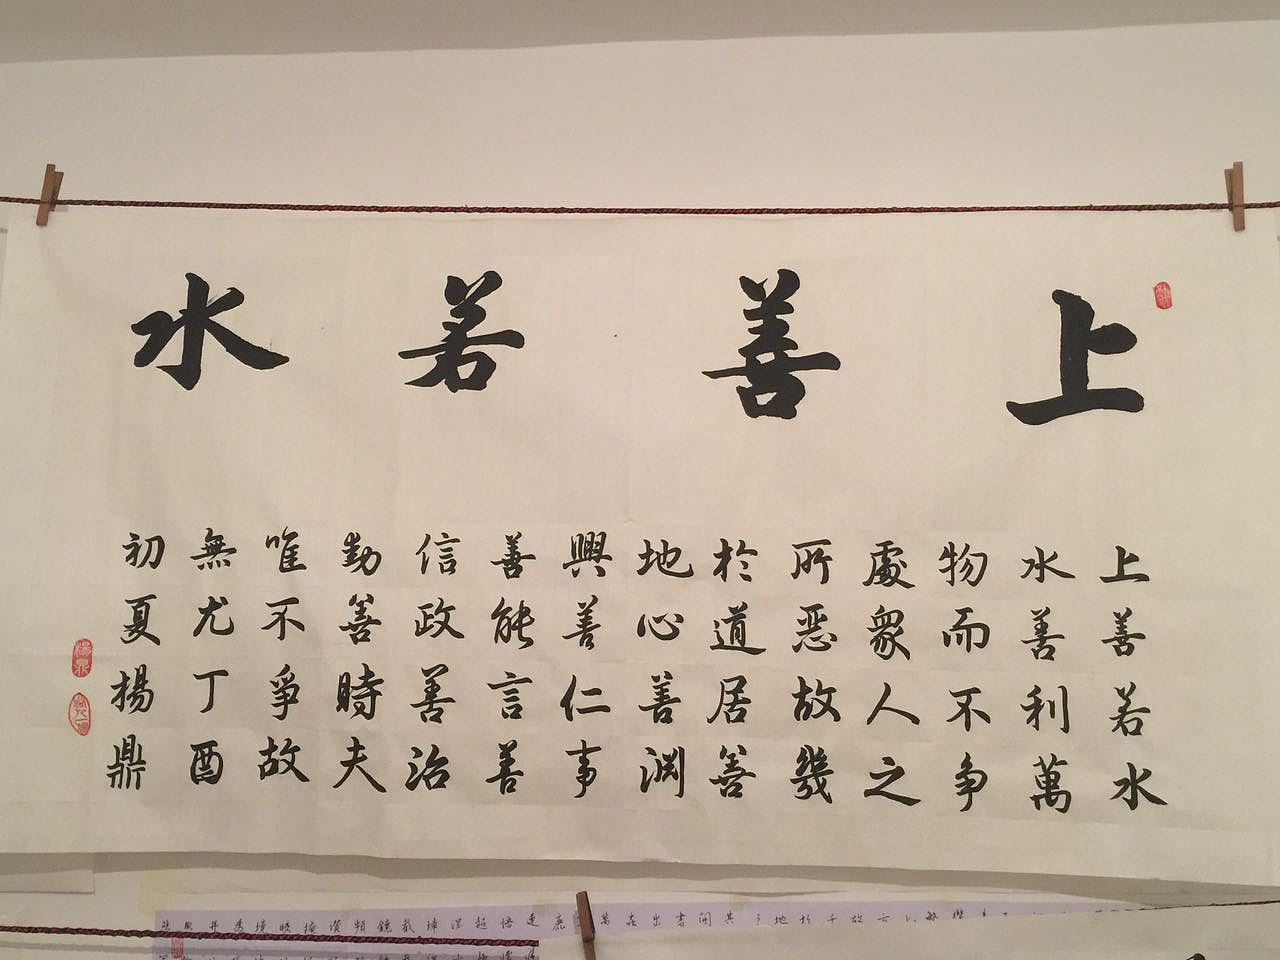 上善若水
上善若水
水善利萬
物而不争
處衆人之
所恶故幾
於道居善
地心善渊
與善仁事
善能言善
信政善治
動善時夫
唯不爭故
無尤丁酉
初夏楊鼎